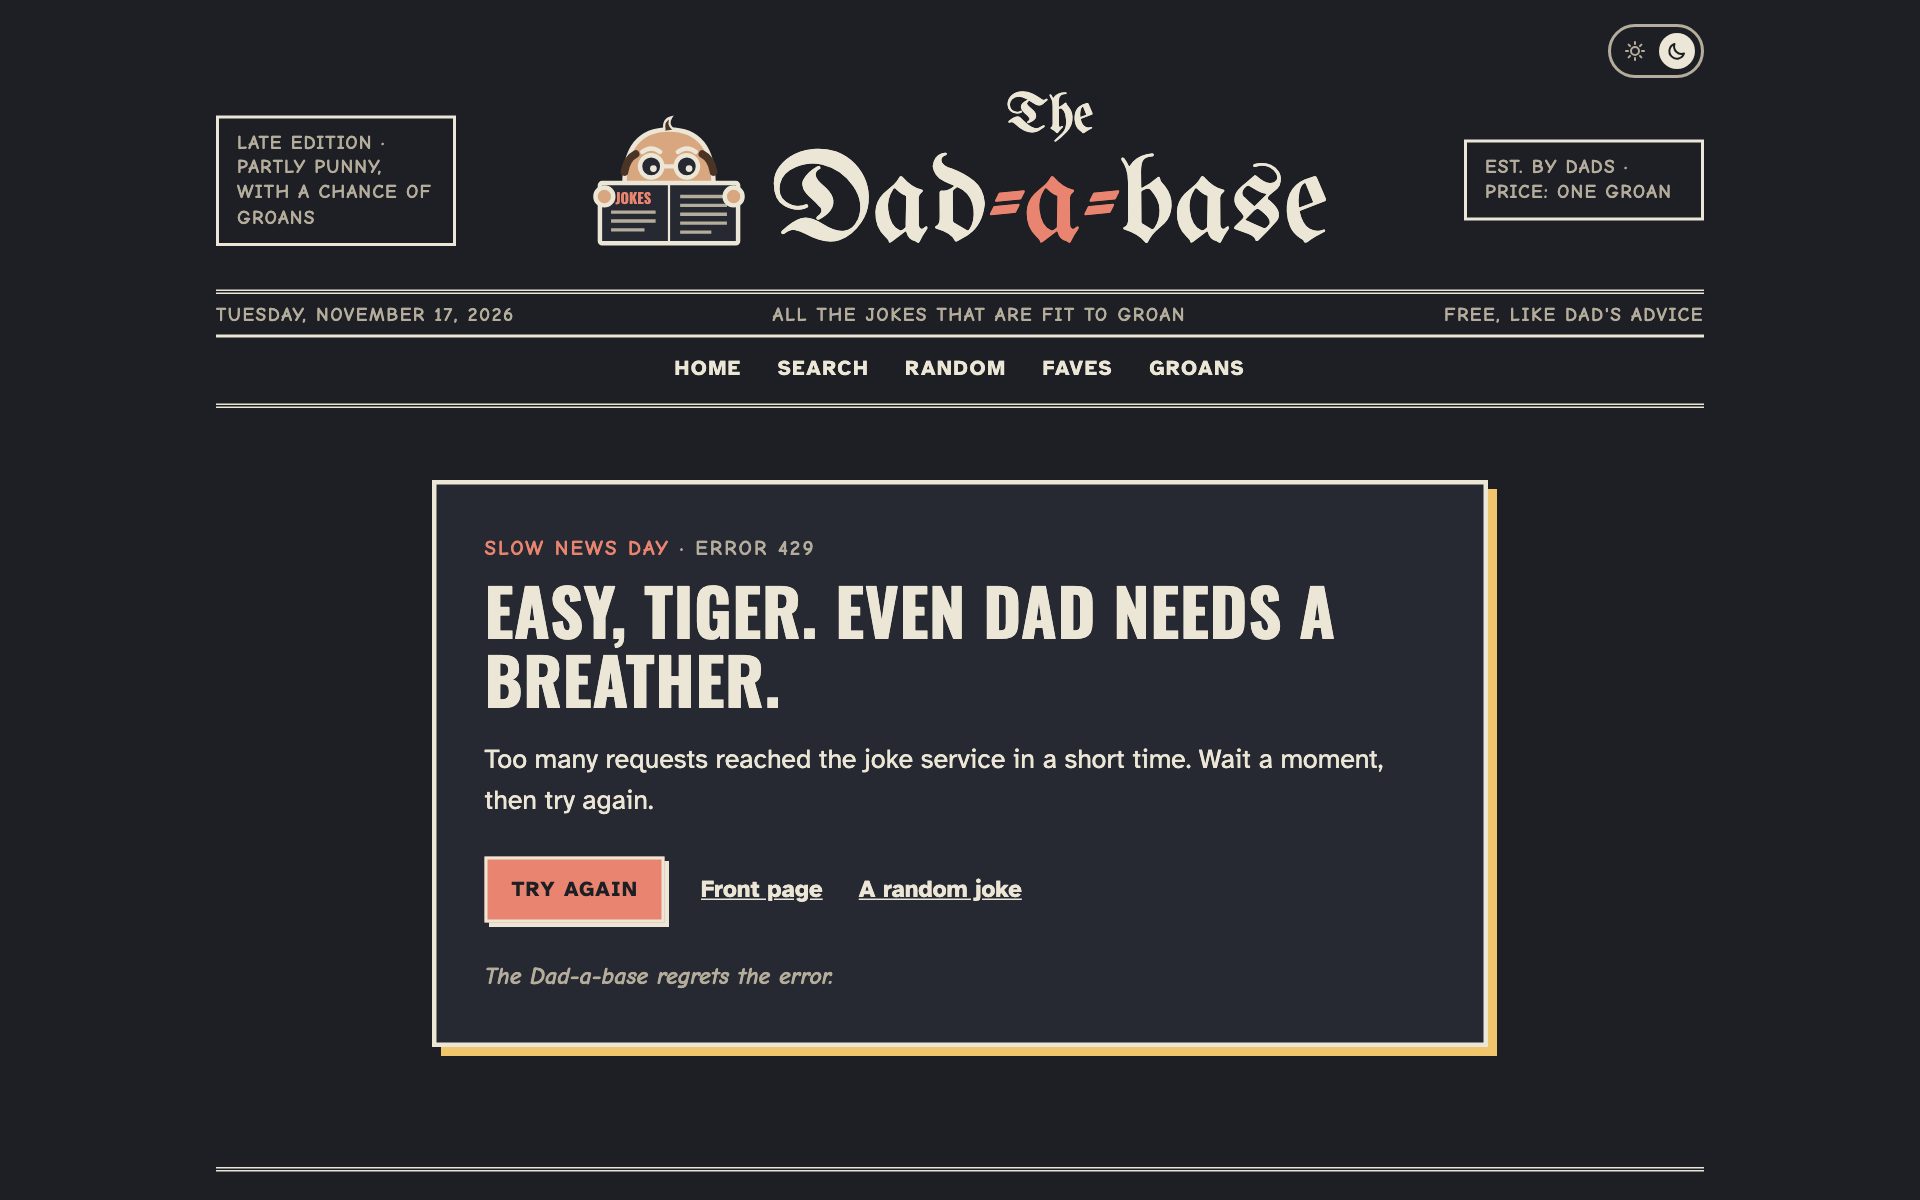 LATE EDITION ·
PARTLY PUNNY,
WITH A CHANCE OF
GROANS
JOKES
The
Dad=a=base
EST. BY DADS ·
PRICE: ONE GROAN
TUESDAY, NOVEMBER 17, 2026
ALL THE JOKES THAT ARE FIT TO GROAN
FREE, LIKE DAD'S ADVICE
HOME SEARCH RANDOM FAVES GROANS
SLOW NEWS DAY · ERROR 429
EASY, TIGER. EVEN DAD NEEDS A
BREATHER.
Too many requests reached the joke service in a short time. Wait a moment,
then try again.
TRY AGAIN Front page A random joke
The Dad-a-base regrets the error.